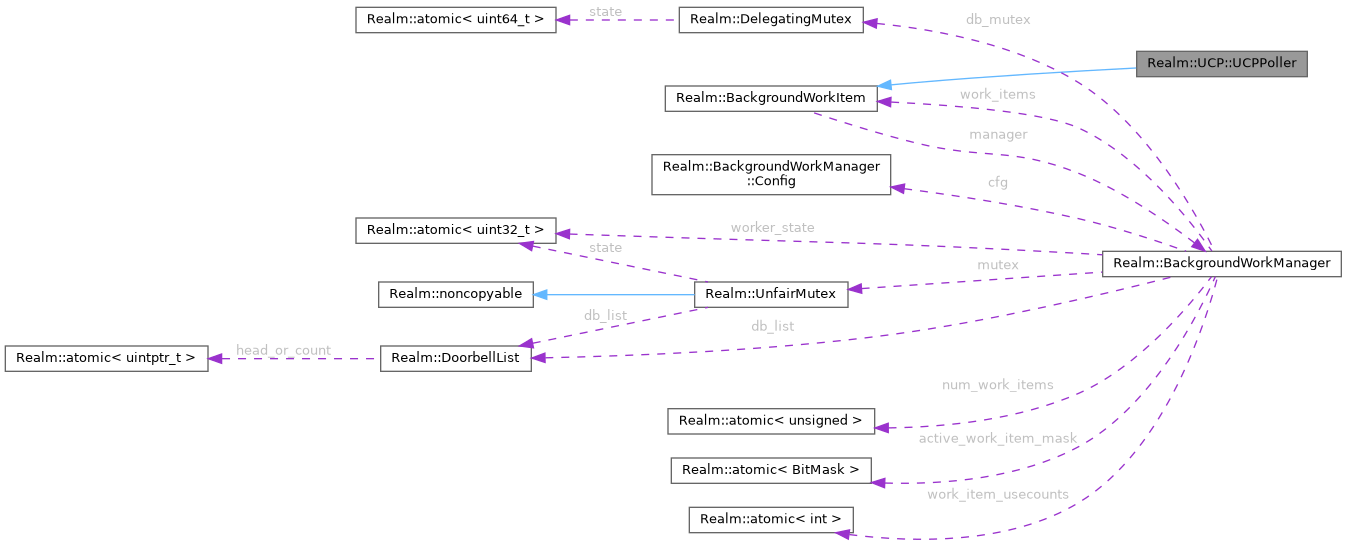 Realm::atomic< uint64_t >
state
Realm::DelegatingMutex
db_mutex
Realm::UCP::UCPPoller
Realm::BackgroundWorkItem
work_items
manager
Realm::BackgroundWorkManager
::Config
cfg
Realm::atomic< uint32_t >
worker_state
state
Realm::BackgroundWorkManager
mutex
Realm::noncopyable
Realm::UnfairMutex
db_list
db_list
Realm::atomic< uintptr_t >
head_or_count
Realm::DoorbellList
num_work_items
Realm::atomic< unsigned >
active_work_item_mask
Realm::atomic< BitMask >
work_item_usecounts
Realm::atomic< int >